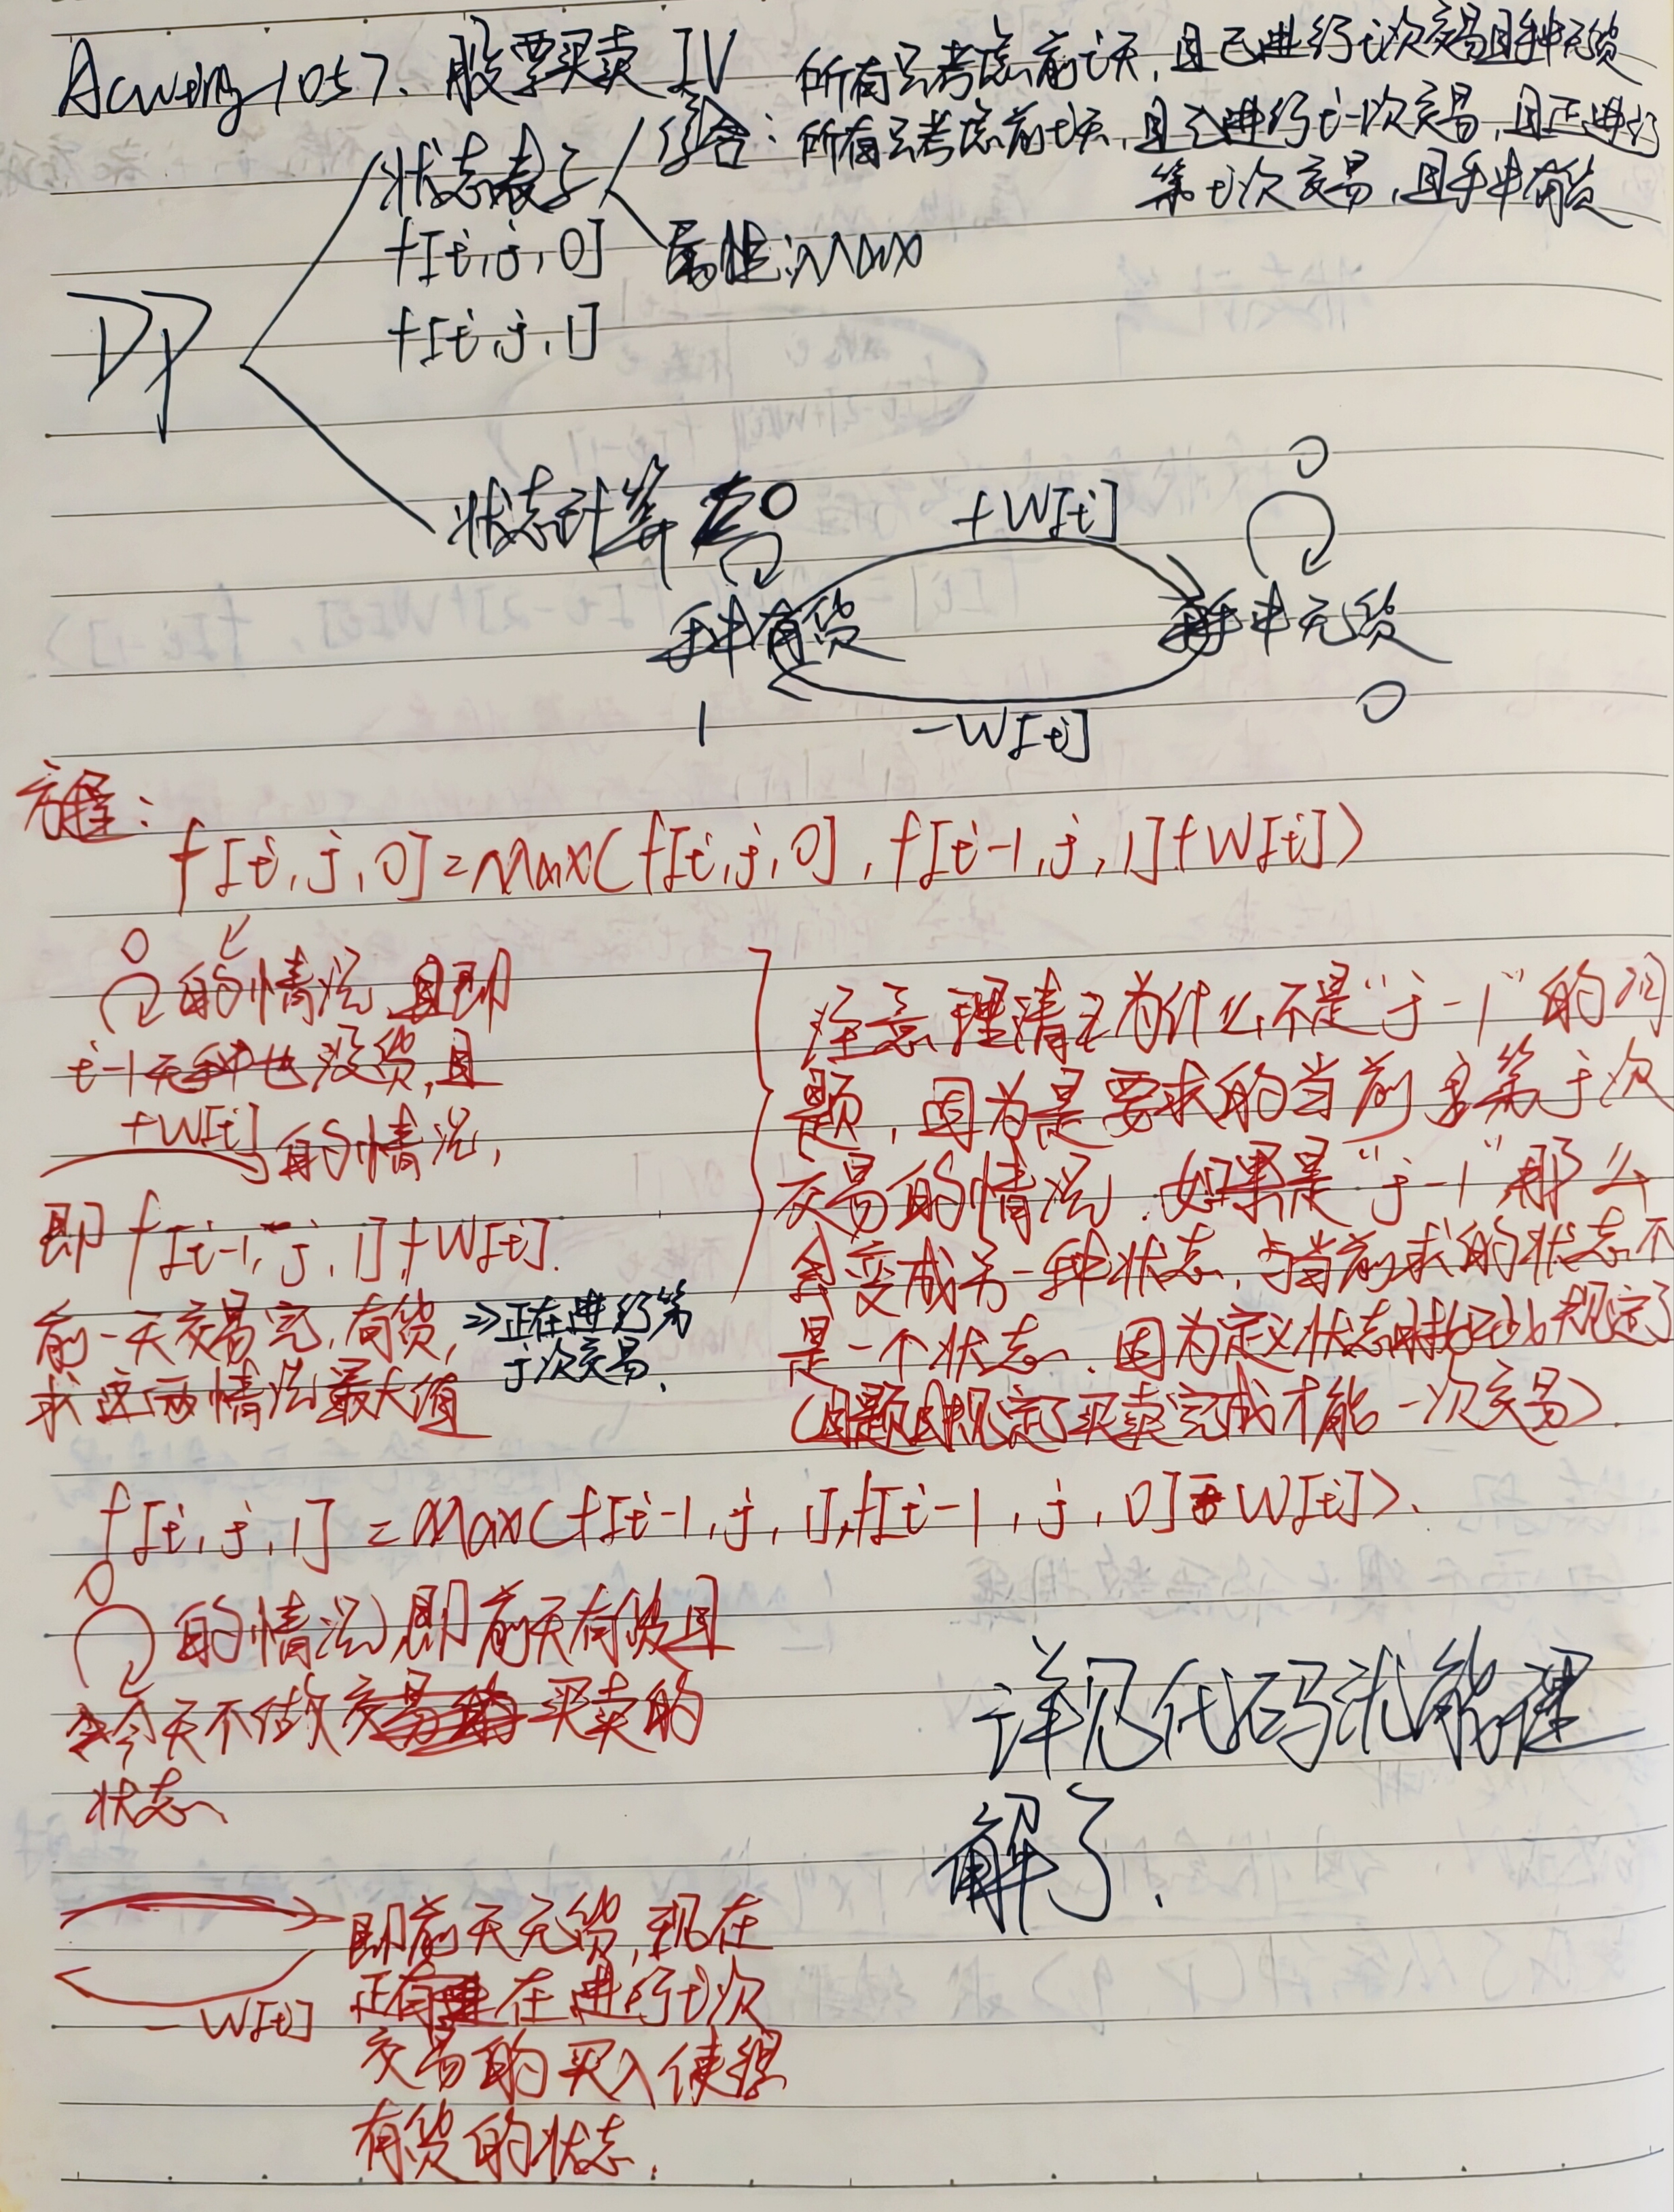 Acwing 1057. 股票买卖 IV
所有只考虑前i天,且已进行i次交易且手中无货
集合:所有只考虑前i天,且已进行i-1次交易,且正进行
第i次交易,且手中有货
状态表示
f[i,j,0]
属性:Max
f[i,j,1]
DP
状态计算
+W[i]
手中有货
手中无货
1
0
-W[i]
方程:
f[i,j,0]=Max(f[i,j,0],f[i-1,j,1]+W[i])
的情况,即
i-1天手中也没货,且
+W[i]的情况,
即f[i-1,j,1]+W[i].
前一天交易完,有货,
=>正在进行第
j次交易.
求这两情况最大值
注意理清这为什么不是"j-1"的问
题,因为是要求的当前是第j次
交易的情况.如果是"j-1"那么
会变成另一种状态,与当前求的状态不
是一个状态.因为定义状态时规定了
(且题目规定了买卖完成才能一次交易).
f[i,j,1]=Max(f[i-1,j,1],f[i-1,j,0]-W[i]).
的情况,即前天有货且
今天不做买卖的
状态
详见代码就能理
解了.
即前天无货,现在
正在进行i次
交易的买入使得
有货的状态.
-W[i]